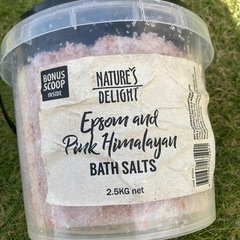 BONUS
SCOOP
INSIDE
NATURE'S
DELIGHT
Epsom and
Pink Himalayan
BATH SALTS
2.5KG net